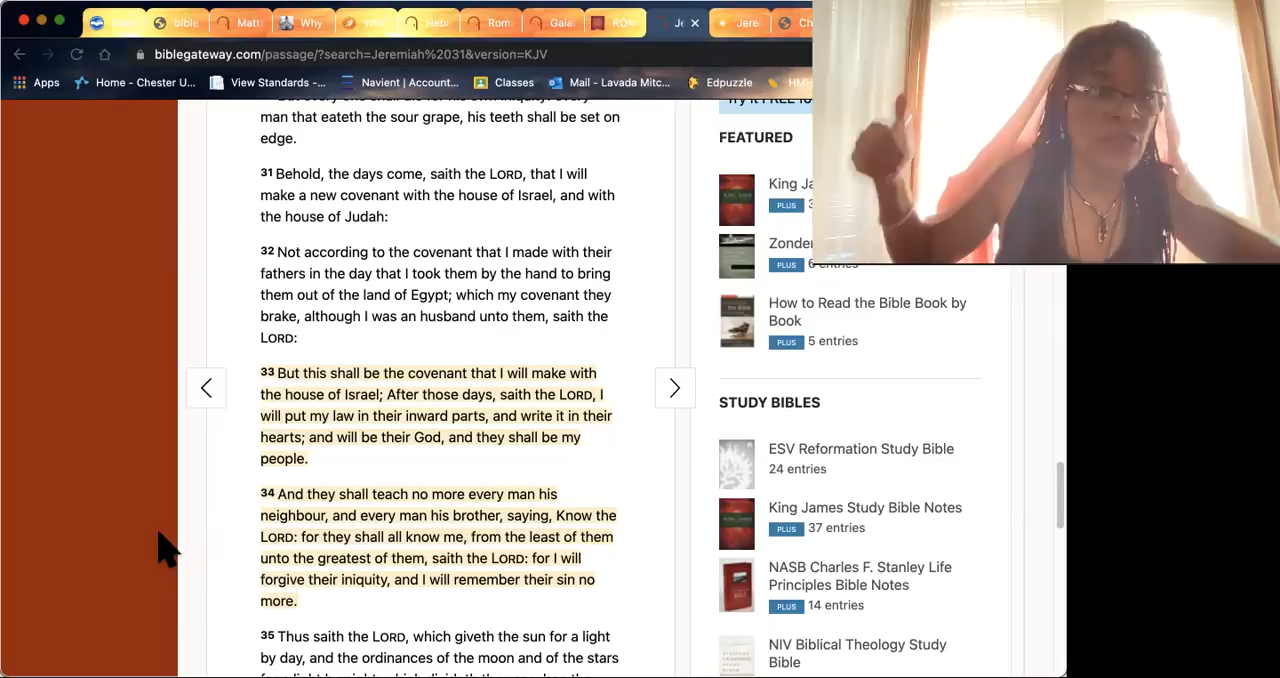 bible
Matt
Why
Hebr
Rom
Gala
ROM
Je ✕
Jere
Ch
biblegateway.com/passage/?search=Jeremiah%2031&version=KJV
Apps
Home - Chester U...
View Standards -...
Navient | Account...
Classes
Mail - Lavada Mitc...
Edpuzzle
HMH
man that eateth the sour grape, his teeth shall be set on
edge.
31 Behold, the days come, saith the LORD, that I will
make a new covenant with the house of Israel, and with
the house of Judah:
32 Not according to the covenant that I made with their
fathers in the day that I took them by the hand to bring
them out of the land of Egypt; which my covenant they
brake, although I was an husband unto them, saith the
LORD:
33 But this shall be the covenant that I will make with
the house of Israel; After those days, saith the LORD, I
will put my law in their inward parts, and write it in their
hearts; and will be their God, and they shall be my
people.
34 And they shall teach no more every man his
neighbour, and every man his brother, saying, Know the
LORD: for they shall all know me, from the least of them
unto the greatest of them, saith the LORD: for I will
forgive their iniquity, and I will remember their sin no
more.
35 Thus saith the LORD, which giveth the sun for a light
by day, and the ordinances of the moon and of the stars
FEATURED
King Ja
PLUS
Zonder
PLUS 6 entries
How to Read the Bible Book by
Book
PLUS 5 entries
STUDY BIBLES
ESV Reformation Study Bible
24 entries
King James Study Bible Notes
PLUS 37 entries
NASB Charles F. Stanley Life
Principles Bible Notes
PLUS 14 entries
NIV Biblical Theology Study
Bible